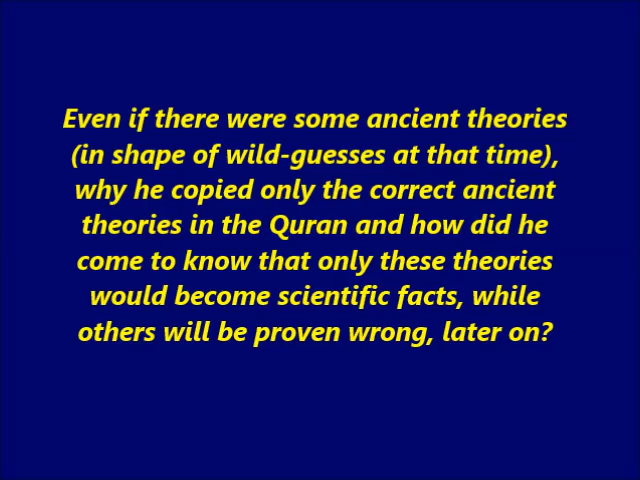 Even if there were some ancient theories
(in shape of wild-guesses at that time),
why he copied only the correct ancient
theories in the Quran and how did he
come to know that only these theories
would become scientific facts, while
others will be proven wrong, later on?